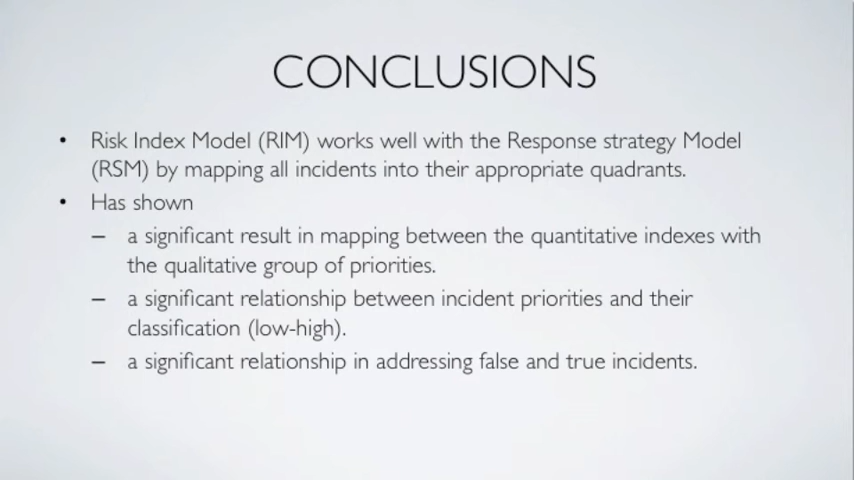 CONCLUSIONS
• Risk Index Model (RIM) works well with the Response strategy Model
(RSM) by mapping all incidents into their appropriate quadrants.
• Has shown
– a significant result in mapping between the quantitative indexes with
the qualitative group of priorities.
– a significant relationship between incident priorities and their
classification (low-high).
– a significant relationship in addressing false and true incidents.